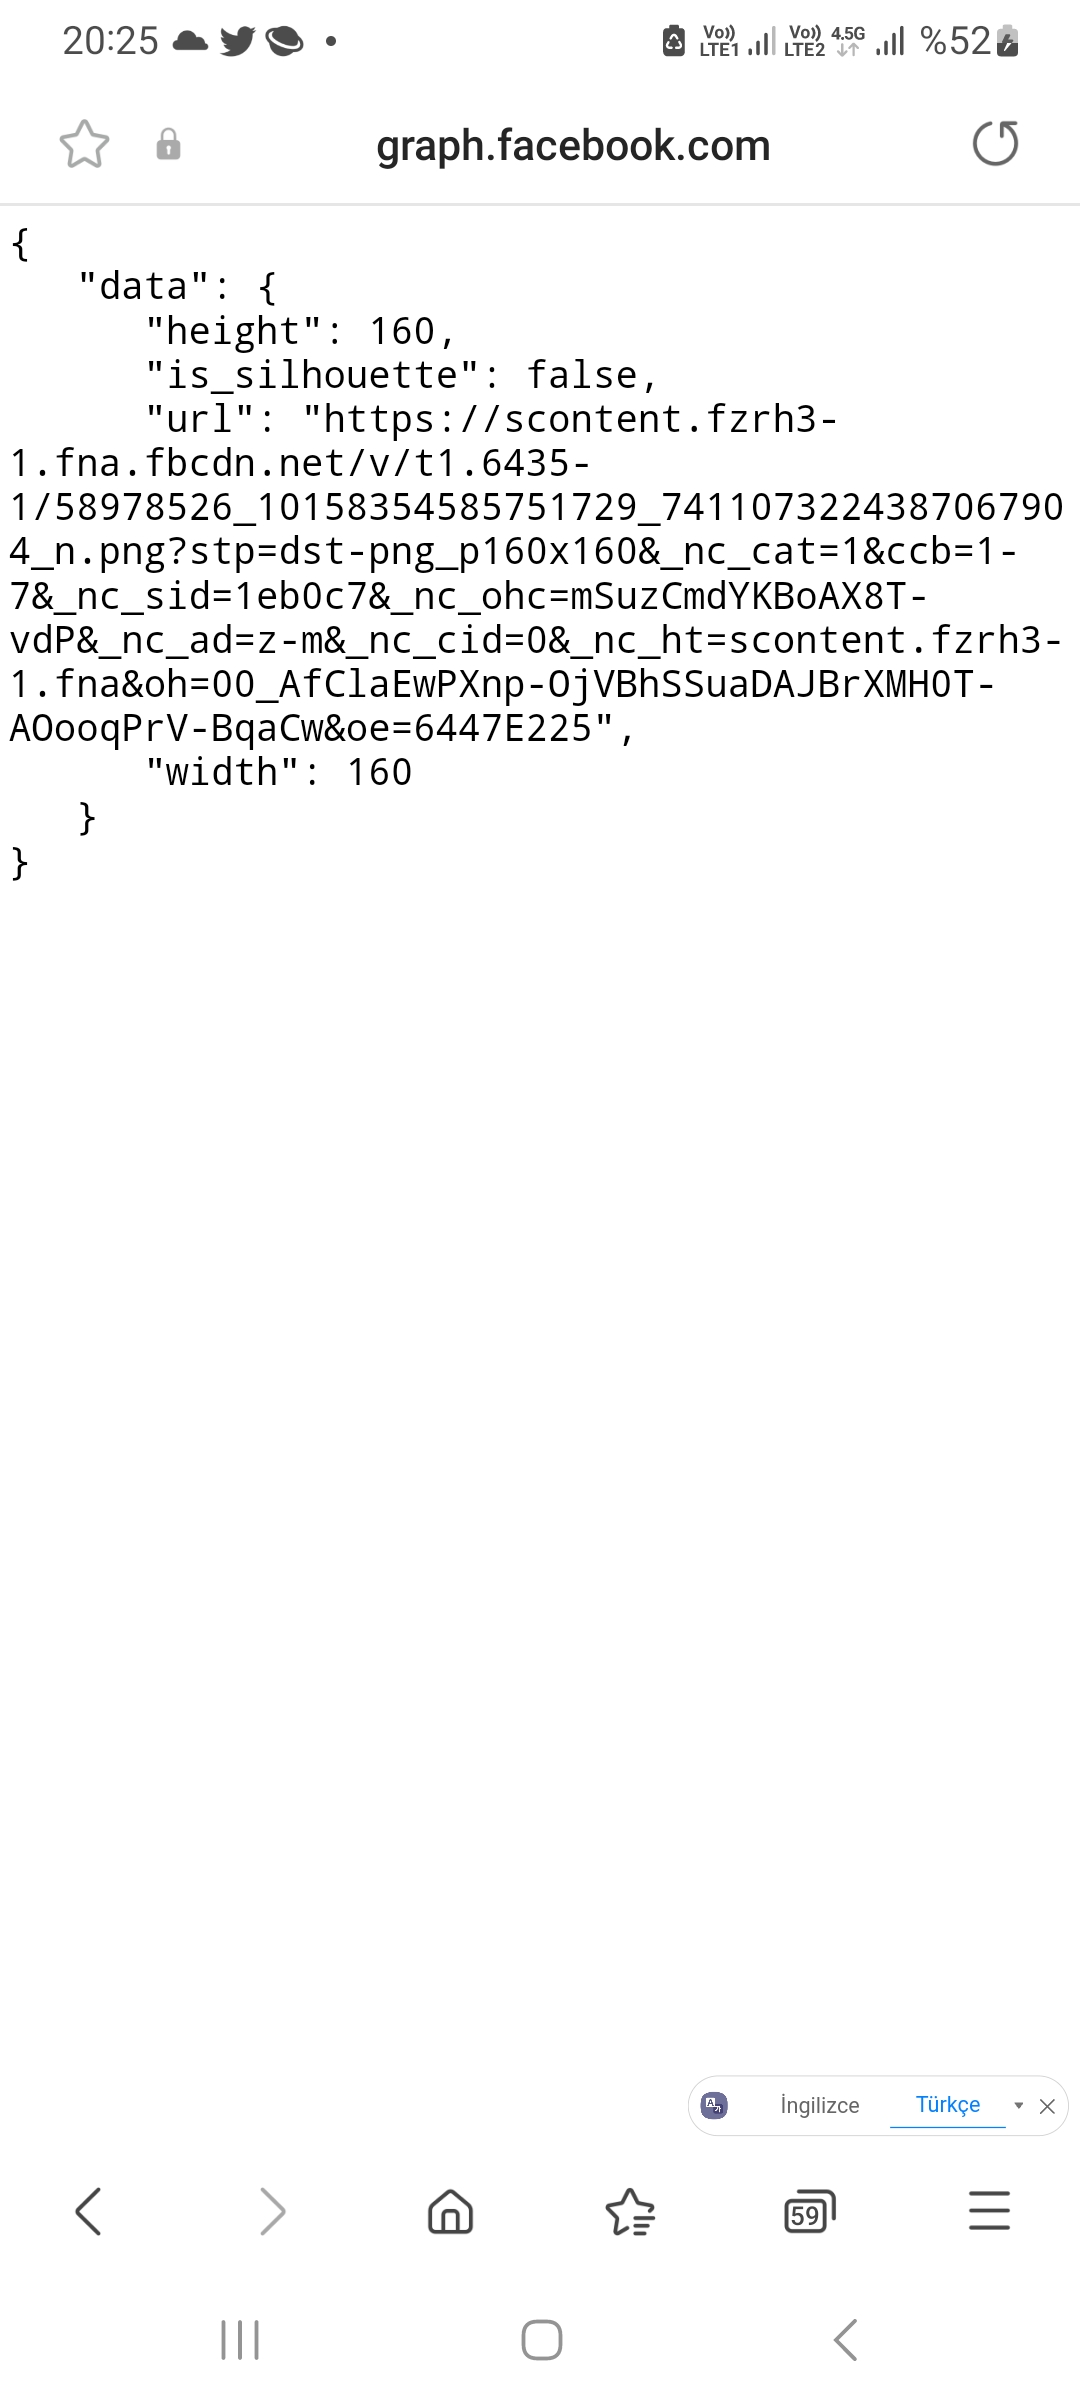 20:25 Vo)) LTE1 Vo)) LTE2 4.5G %52
graph.facebook.com
{
"data": {
"height": 160,
"is_silhouette": false,
"url": "https://scontent.fzrh3-
1.fna.fbcdn.net/v/t1.6435-
1/58978526_10158354585751729_741107322438706790
4_n.png?stp=dst-png_p160x160&_nc_cat=1&ccb=1-
7&_nc_sid=1eb0c7&_nc_ohc=mSuzCmdYKBoAX8T-
vdP&_nc_ad=z-m&_nc_cid=0&_nc_ht=scontent.fzrh3-
1.fna&oh=00_AfClaEwPXnp-OjVBhSSuaDAJBrXMH0T-
AOooqPrV-BqaCw&oe=6447E225",
"width": 160
}
}
İngilizce Türkçe
59